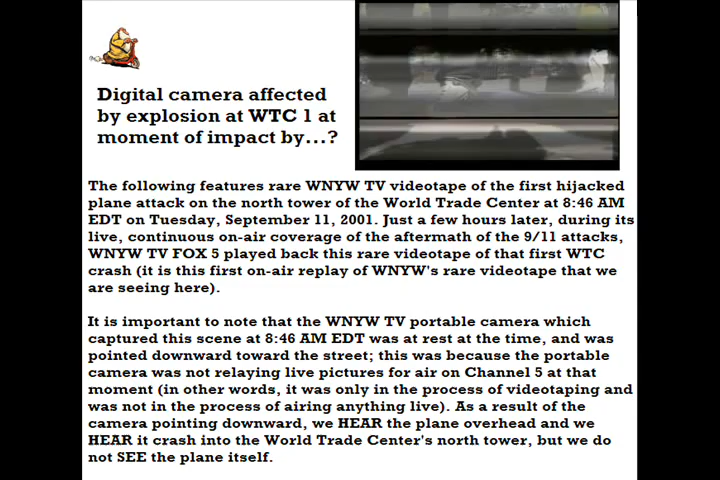 Digital camera affected
by explosion at WTC 1 at
moment of impact by...?
The following features rare WNYW TV videotape of the first hijacked
plane attack on the north tower of the World Trade Center at 8:46 AM
EDT on Tuesday, September 11, 2001. Just a few hours later, during its
live, continuous on-air coverage of the aftermath of the 9/11 attacks,
WNYW TV FOX 5 played back this rare videotape of that first WTC
crash (it is this first on-air replay of WNYW's rare videotape that we
are seeing here).
It is important to note that the WNYW TV portable camera which
captured this scene at 8:46 AM EDT was at rest at the time, and was
pointed downward toward the street; this was because the portable
camera was not relaying live pictures for air on Channel 5 at that
moment (in other words, it was only in the process of videotaping and
was not in the process of airing anything live). As a result of the
camera pointing downward, we HEAR the plane overhead and we
HEAR it crash into the World Trade Center's north tower, but we do
not SEE the plane itself.